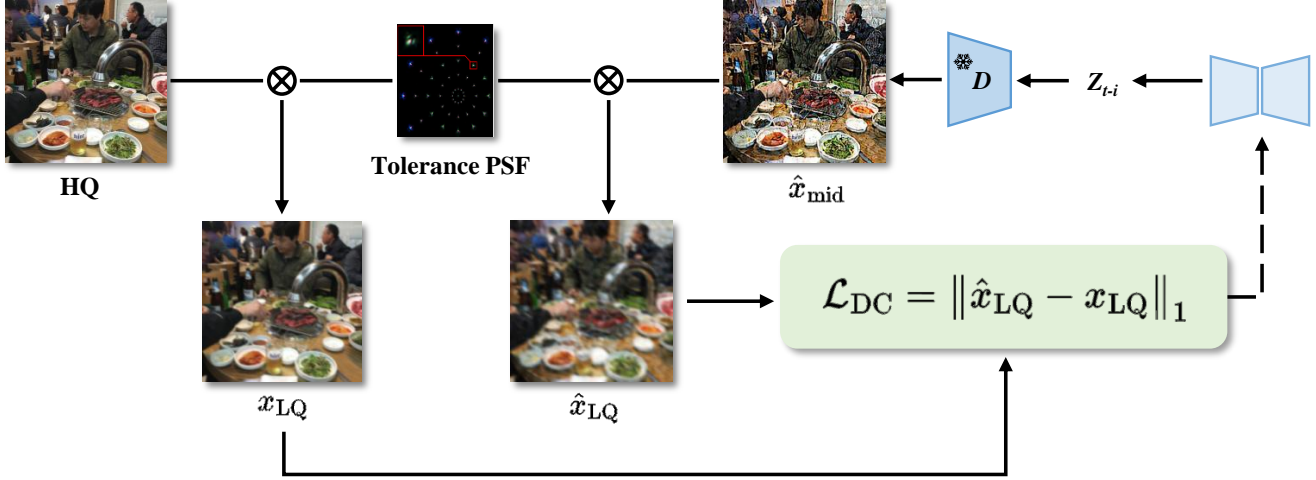 D
Z_{t-i}
Tolerance PSF
HQ
x̂_mid
ℒ_DC = ‖x̂_LQ − x_LQ‖_1
x_LQ
x̂_LQ